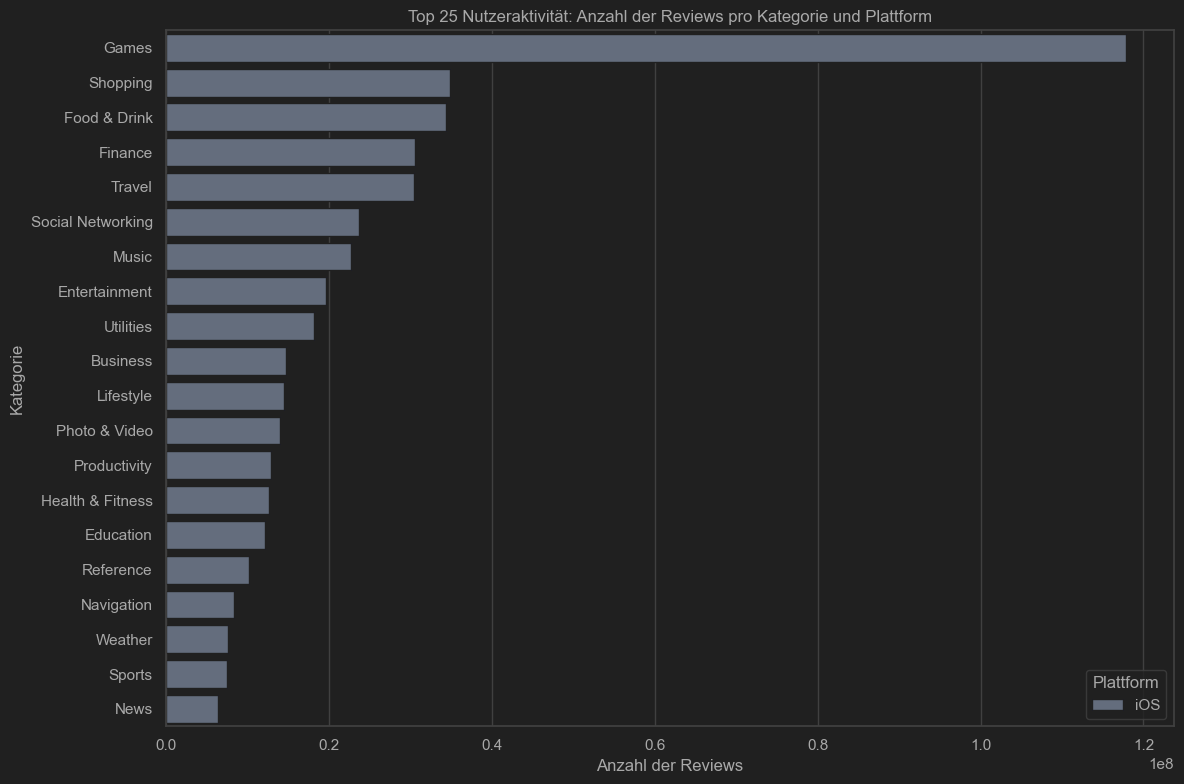 Top 25 Nutzeraktivität: Anzahl der Reviews pro Kategorie und Plattform
Kategorie
Games
Shopping
Food & Drink
Finance
Travel
Social Networking
Music
Entertainment
Utilities
Business
Lifestyle
Photo & Video
Productivity
Health & Fitness
Education
Reference
Navigation
Weather
Sports
News
Plattform
iOS
0.0 0.2 0.4 0.6 0.8 1.0 1.2
1e8
Anzahl der Reviews